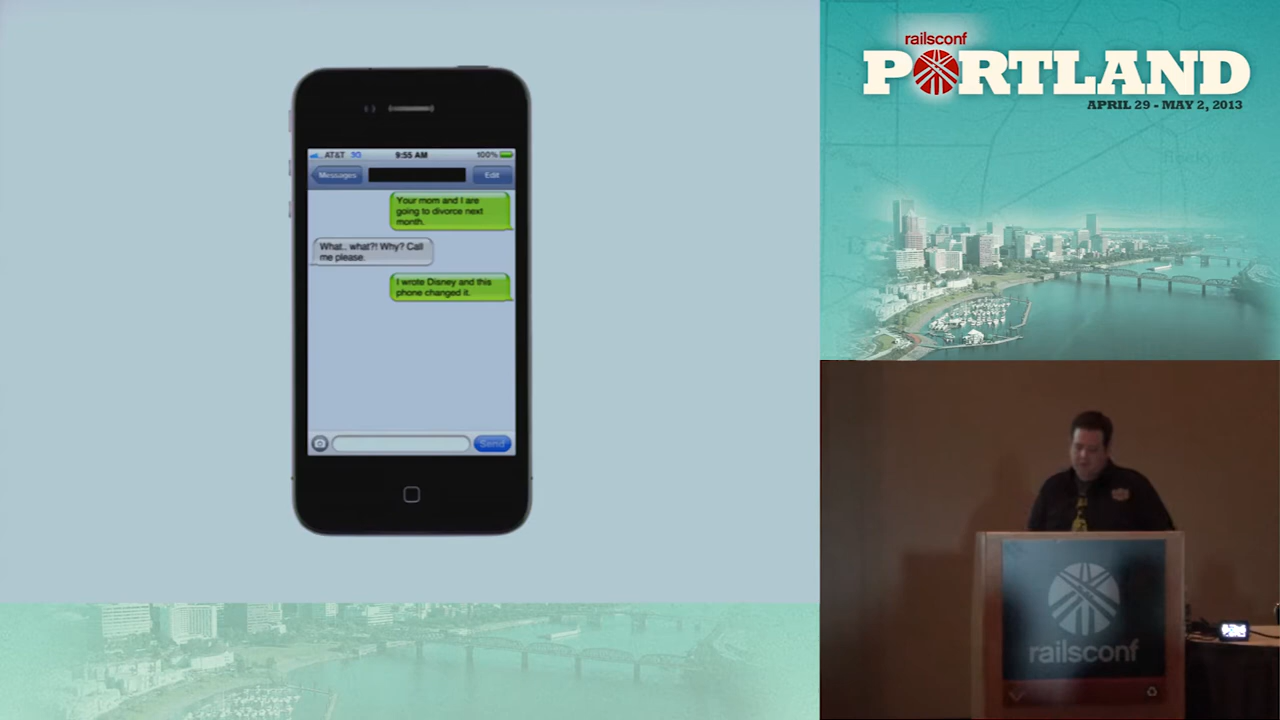 AT&T 3G 9:55 AM 100%
Messages Edit
Your mom and I are
going to divorce next
month.
What.. what?! Why? Call
me please.
I wrote Disney and this
phone changed it.
Send
railsconf
PORTLAND
APRIL 29 - MAY 2, 2013
railsconf